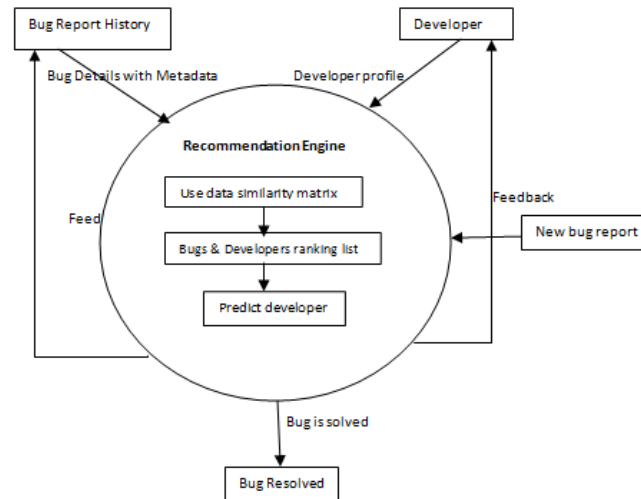 Bug Report History
Developer
Bug Details with Metadata
Developer profile
Recommendation Engine
Use data similarity matrix
Feed
Feedback
New bug report
Bugs & Developers ranking list
Predict developer
Bug is solved
Bug Resolved